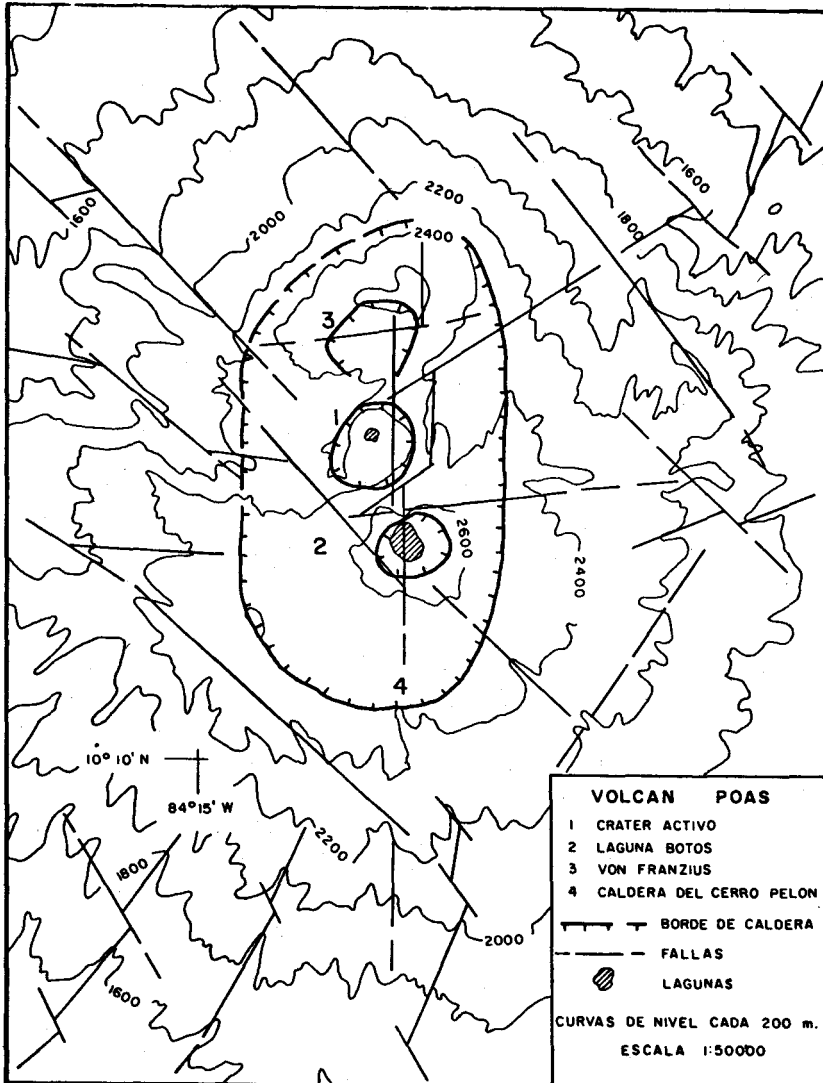 1600
2200
1600
2000
2400
1800
1600
3
1
2600
2
2400
4
10° 10' N
84° 15' W
2200
1800
2000
1600
VOLCAN POAS
1 CRATER ACTIVO
2 LAGUNA BOTOS
3 VON FRANZIUS
4 CALDERA DEL CERRO PELON
BORDE DE CALDERA
FALLAS
LAGUNAS
CURVAS DE NIVEL CADA 200 m.
ESCALA 1:50000